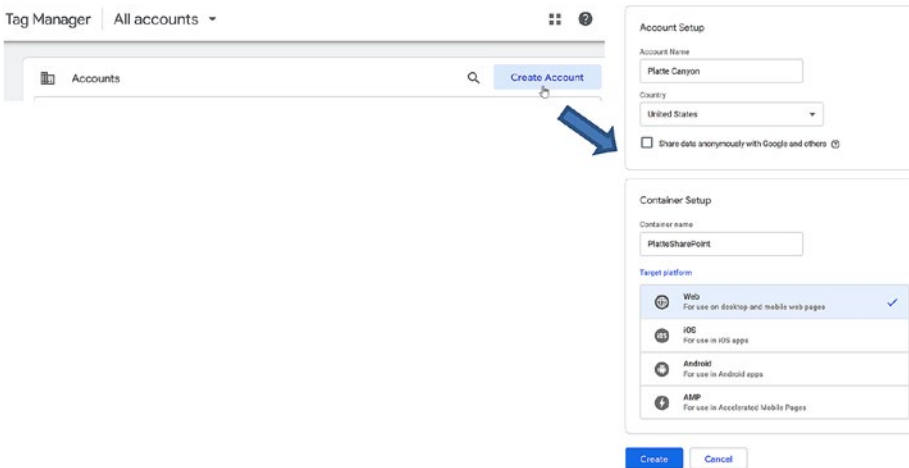 Tag Manager All accounts
Accounts
Create Account
Account Setup
Account Name
Platte Canyon
Country
United States
Share data anonymously with Google and others
Container Setup
Container name
PlatteSharePoint
Target platform
Web
For use on desktop and mobile web pages
iOS
iOS
For use in iOS apps
Android
For use in Android apps
AMP
For use in Accelerated Mobile Pages
Create Cancel